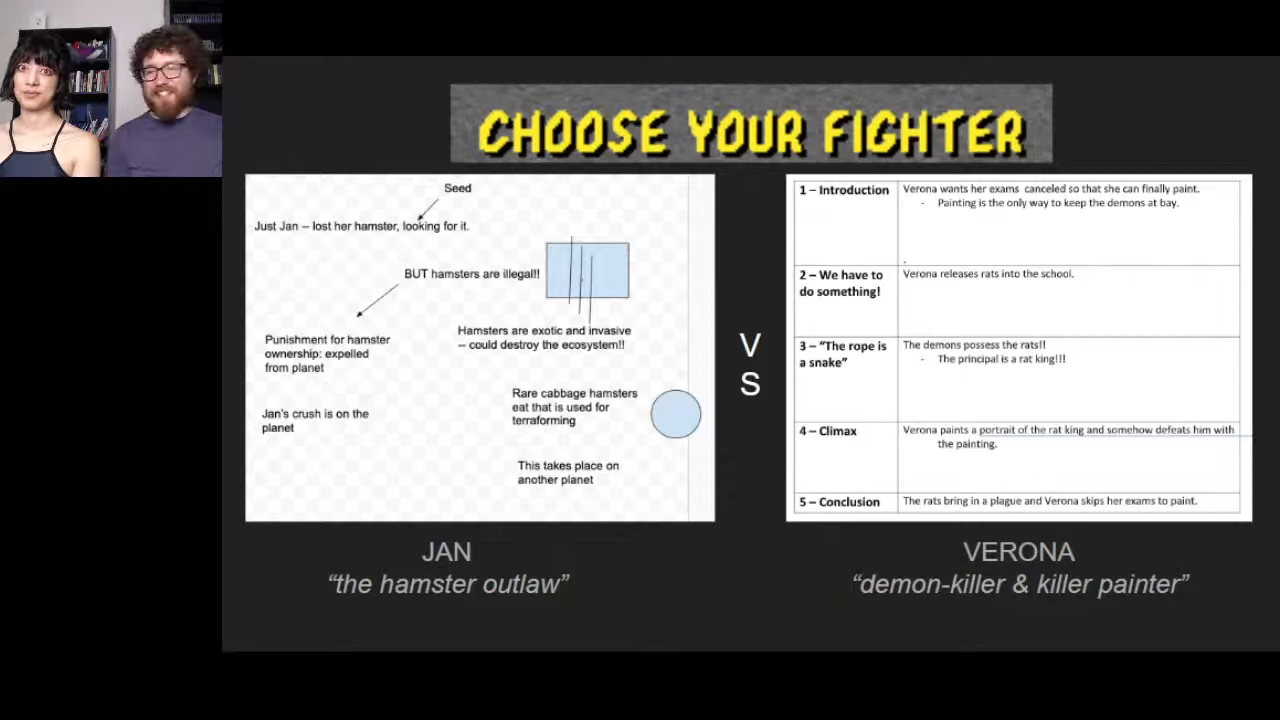 CHOOSE YOUR FIGHTER
Seed
Just Jan -- lost her hamster, looking for it.
BUT hamsters are illegal!!
Punishment for hamster
ownership: expelled
from planet
Hamsters are exotic and invasive
-- could destroy the ecosystem!!
Jan's crush is on the
planet
Rare cabbage hamsters
eat that is used for
terraforming
This takes place on
another planet
V
S
1 – Introduction
Verona wants her exams canceled so that she can finally paint.
- Painting is the only way to keep the demons at bay.
.
2 – We have to
do something!
Verona releases rats into the school.
3 – “The rope is
a snake”
The demons possess the rats!!
- The principal is a rat king!!!
4 – Climax
Verona paints a portrait of the rat king and somehow defeats him with
the painting.
5 – Conclusion
The rats bring in a plague and Verona skips her exams to paint.
JAN
“the hamster outlaw”
VERONA
“demon-killer & killer painter”